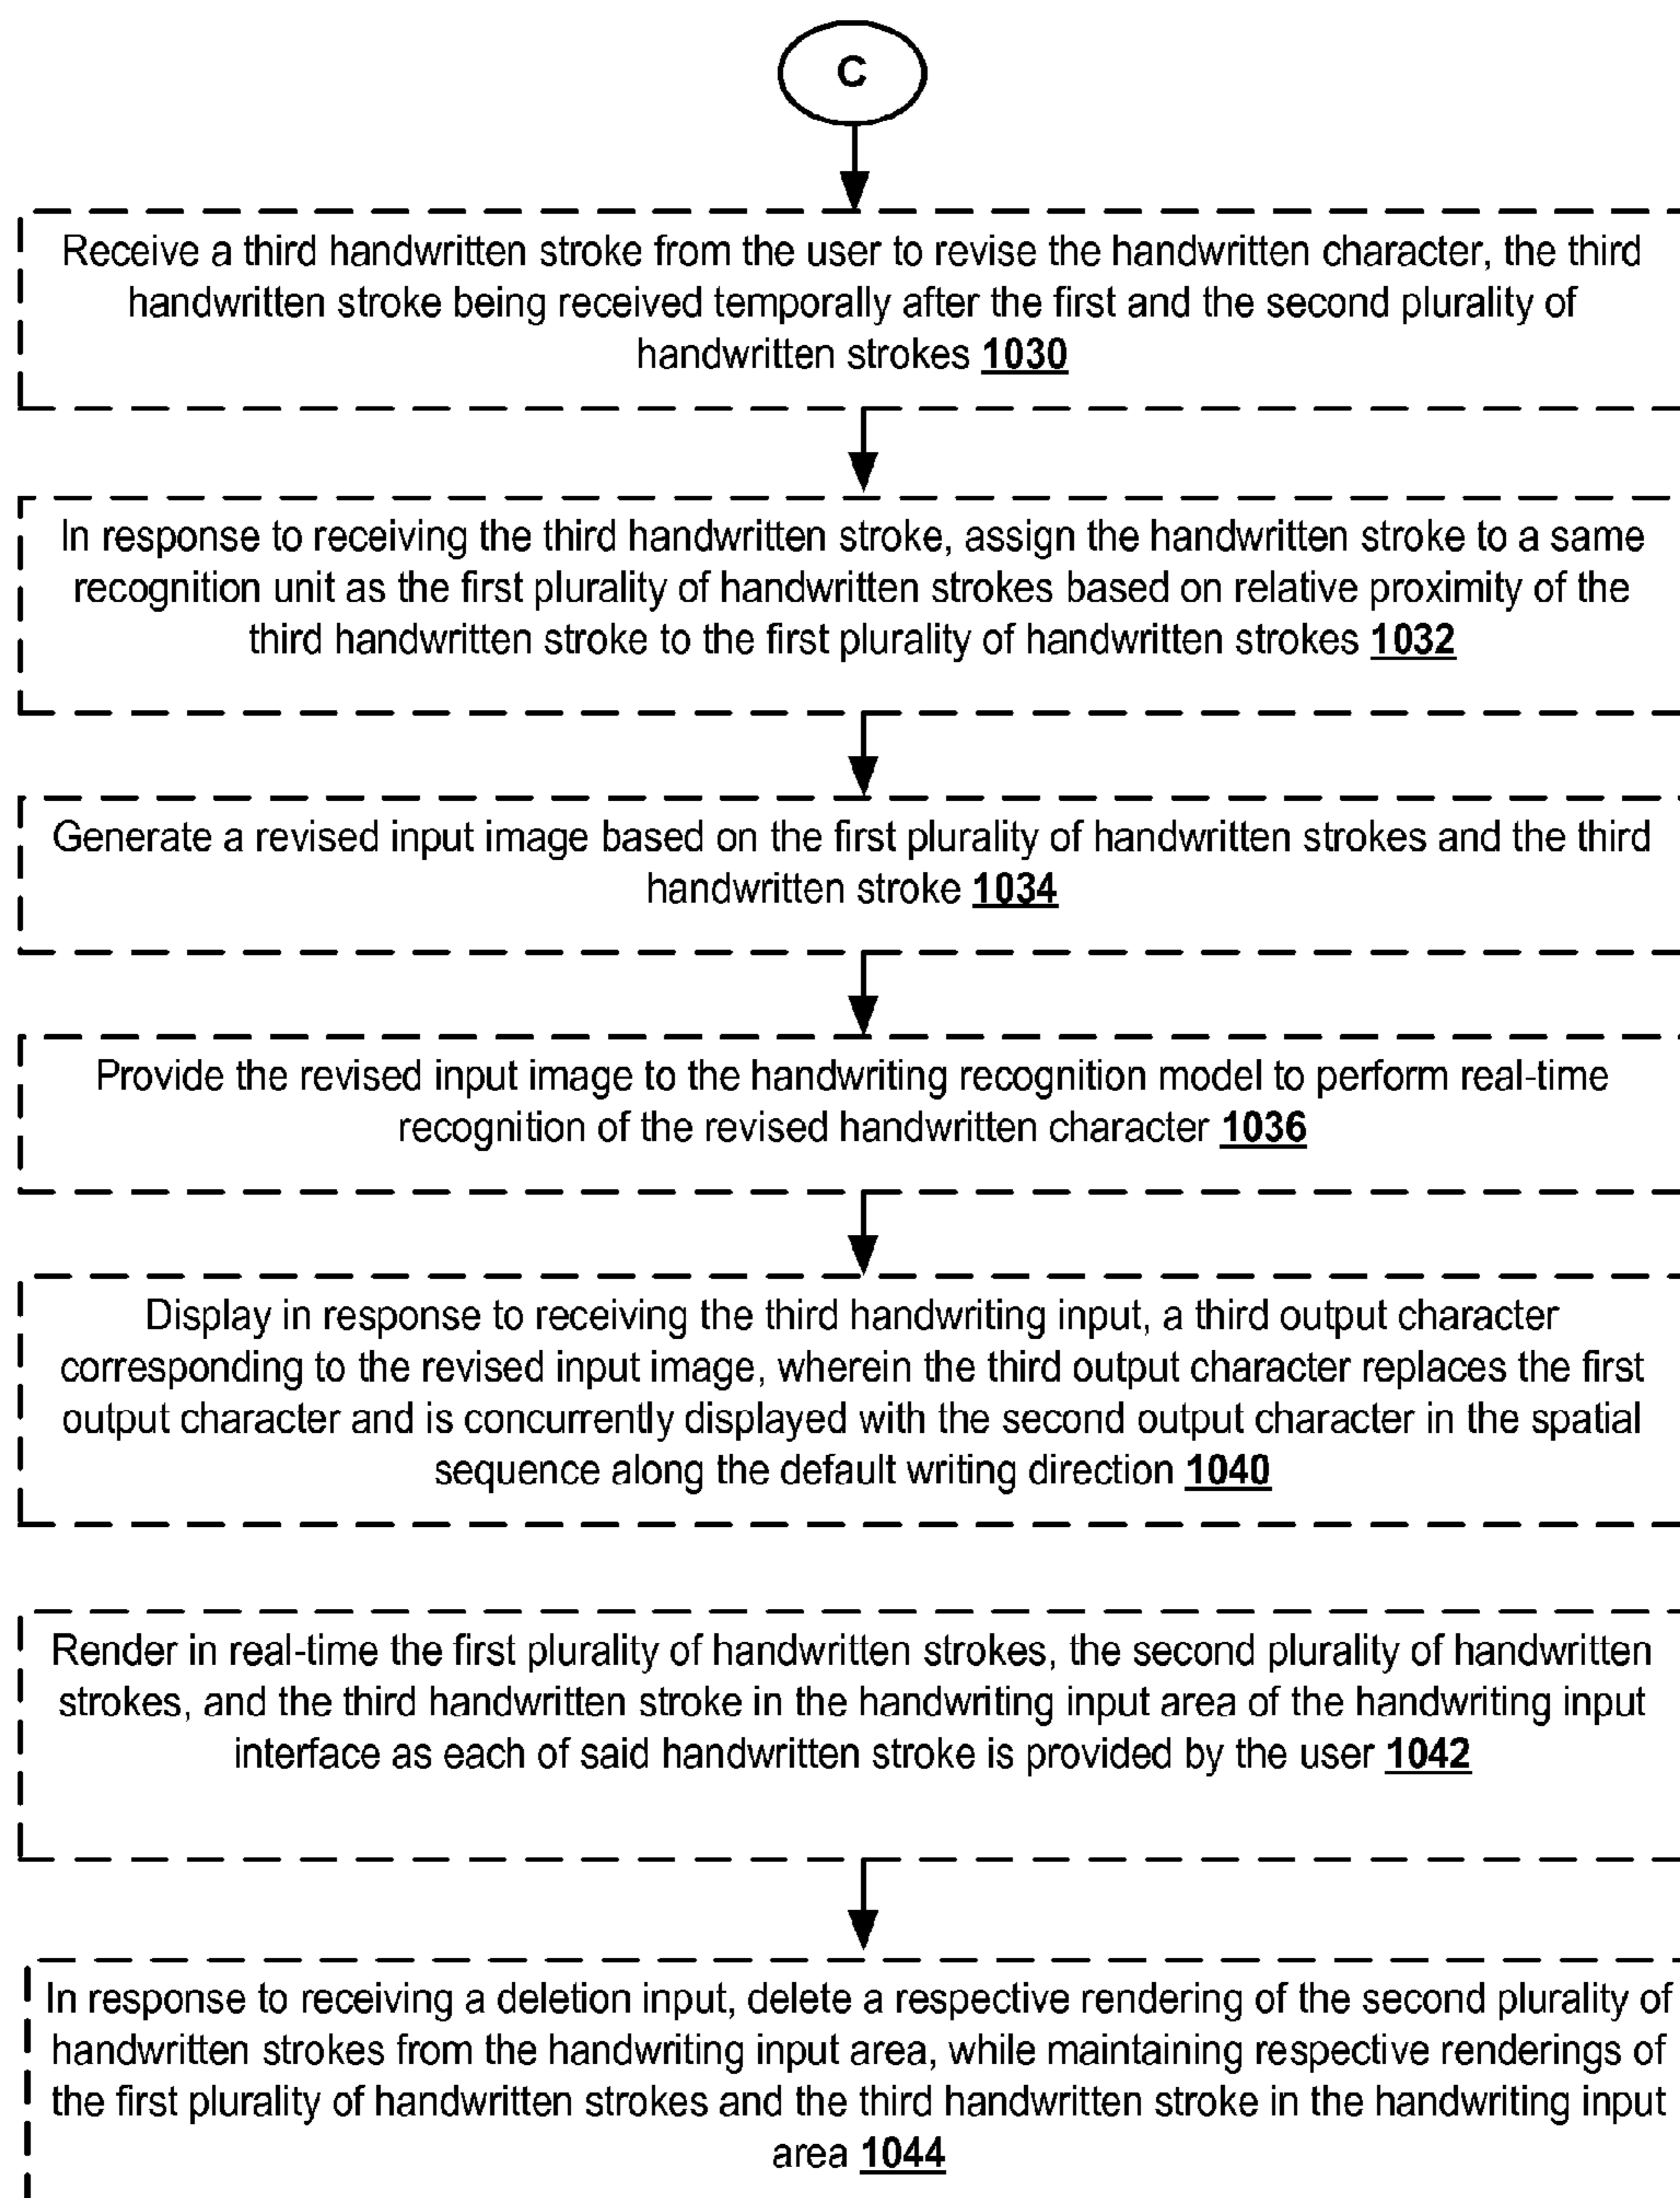 C
Receive a third handwritten stroke from the user to revise the handwritten character, the third
handwritten stroke being received temporally after the first and the second plurality of
handwritten strokes 1030
In response to receiving the third handwritten stroke, assign the handwritten stroke to a same
recognition unit as the first plurality of handwritten strokes based on relative proximity of the
third handwritten stroke to the first plurality of handwritten strokes 1032
Generate a revised input image based on the first plurality of handwritten strokes and the third
handwritten stroke 1034
Provide the revised input image to the handwriting recognition model to perform real-time
recognition of the revised handwritten character 1036
Display in response to receiving the third handwriting input, a third output character
corresponding to the revised input image, wherein the third output character replaces the first
output character and is concurrently displayed with the second output character in the spatial
sequence along the default writing direction 1040
Render in real-time the first plurality of handwritten strokes, the second plurality of handwritten
strokes, and the third handwritten stroke in the handwriting input area of the handwriting input
interface as each of said handwritten stroke is provided by the user 1042
In response to receiving a deletion input, delete a respective rendering of the second plurality of
handwritten strokes from the handwriting input area, while maintaining respective renderings of
the first plurality of handwritten strokes and the third handwritten stroke in the handwriting input
area 1044